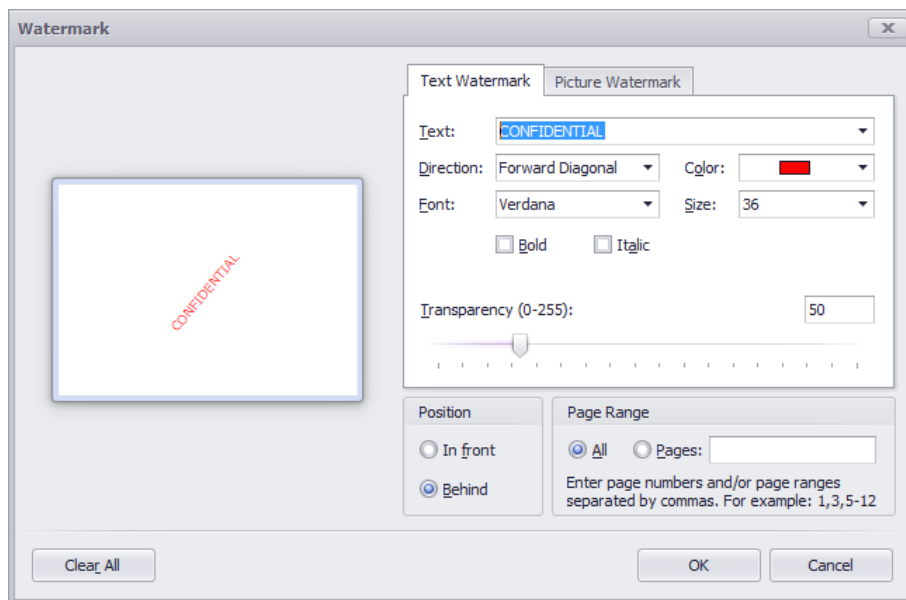 Watermark
Text Watermark
Picture Watermark
Text: CONFIDENTIAL
Direction: Forward Diagonal Color:
Font: Verdana Size: 36
Bold Italic
CONFIDENTIAL
Transparency (0-255): 50
Position
In front
Behind
Page Range
All Pages:
Enter page numbers and/or page ranges
separated by commas. For example: 1,3,5-12
Clear All OK Cancel